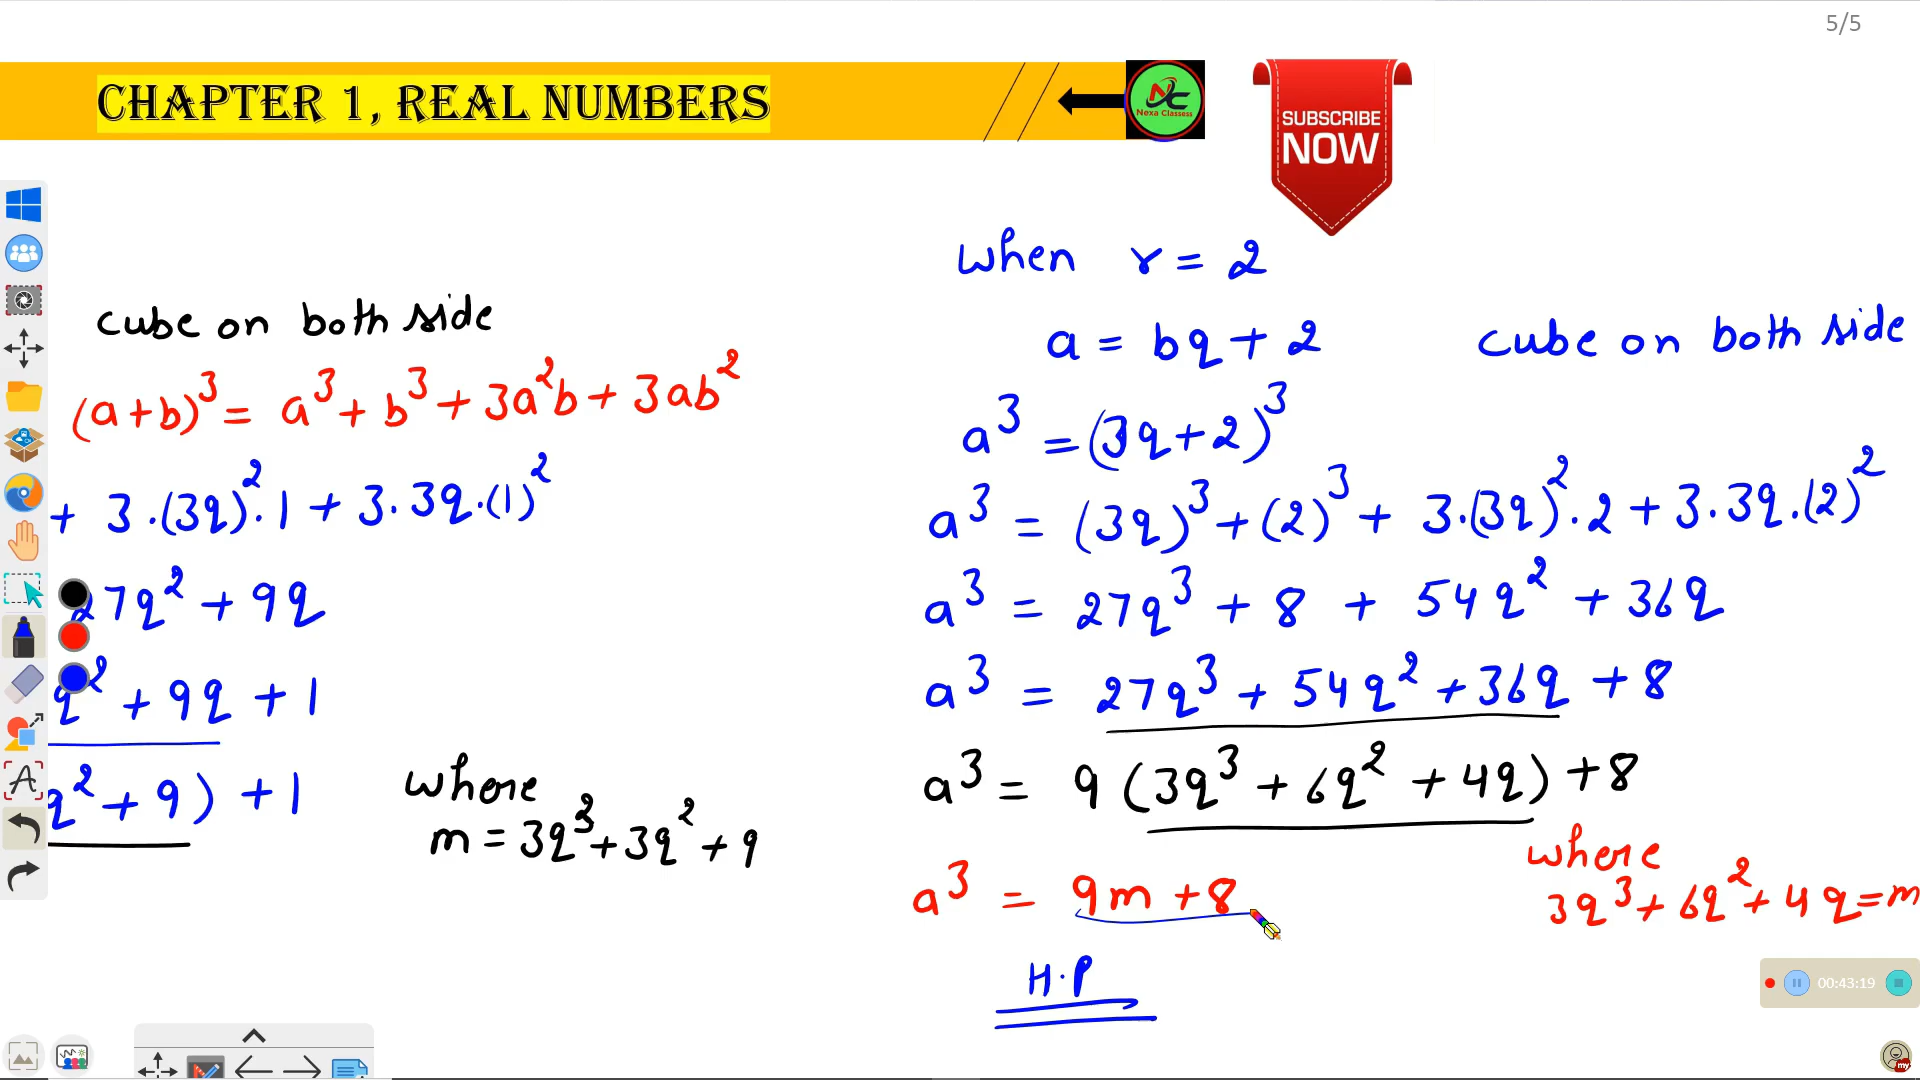 5/5
CHAPTER 1, REAL NUMBERS
Nexa Classess
SUBSCRIBE
NOW
cube on both side
(a+b)³ = a³ + b³ + 3a²b + 3ab²
+ 3·(3q)²·1 + 3·3q·(1)²
27q² + 9q
q² + 9q + 1
q² + 9) + 1
where
m = 3q³ + 3q² + 9
when r = 2
a = bq + 2 cube on both side
a³ = (3q+2)³
a³ = (3q)³ + (2)³ + 3·(3q)²·2 + 3·3q·(2)²
a³ = 27q³ + 8 + 54q² + 36q
a³ = 27q³ + 54q² + 36q + 8
a³ = 9(3q³ + 6q² + 4q) + 8
where
3q³ + 6q² + 4q = m
a³ = 9m + 8
H.P
00:43:19